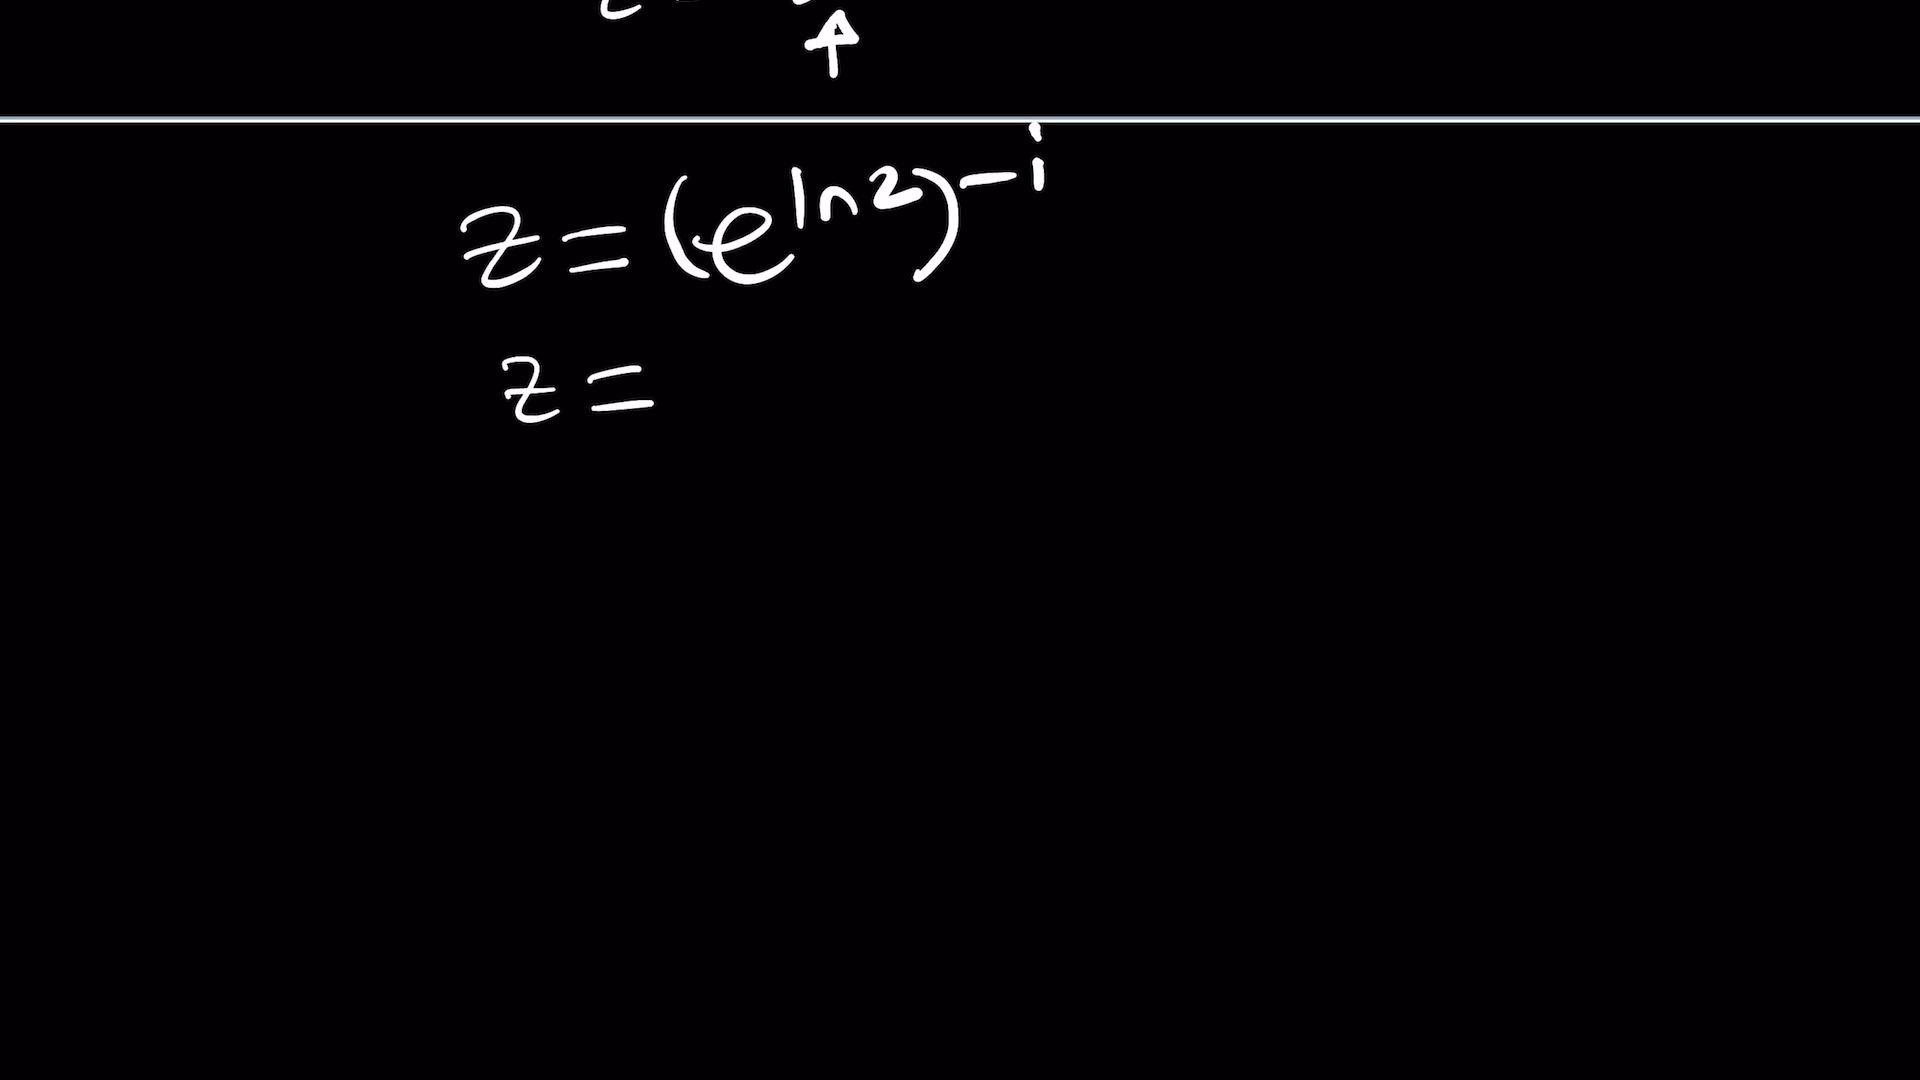 z = (e^ln2)^-i
z =